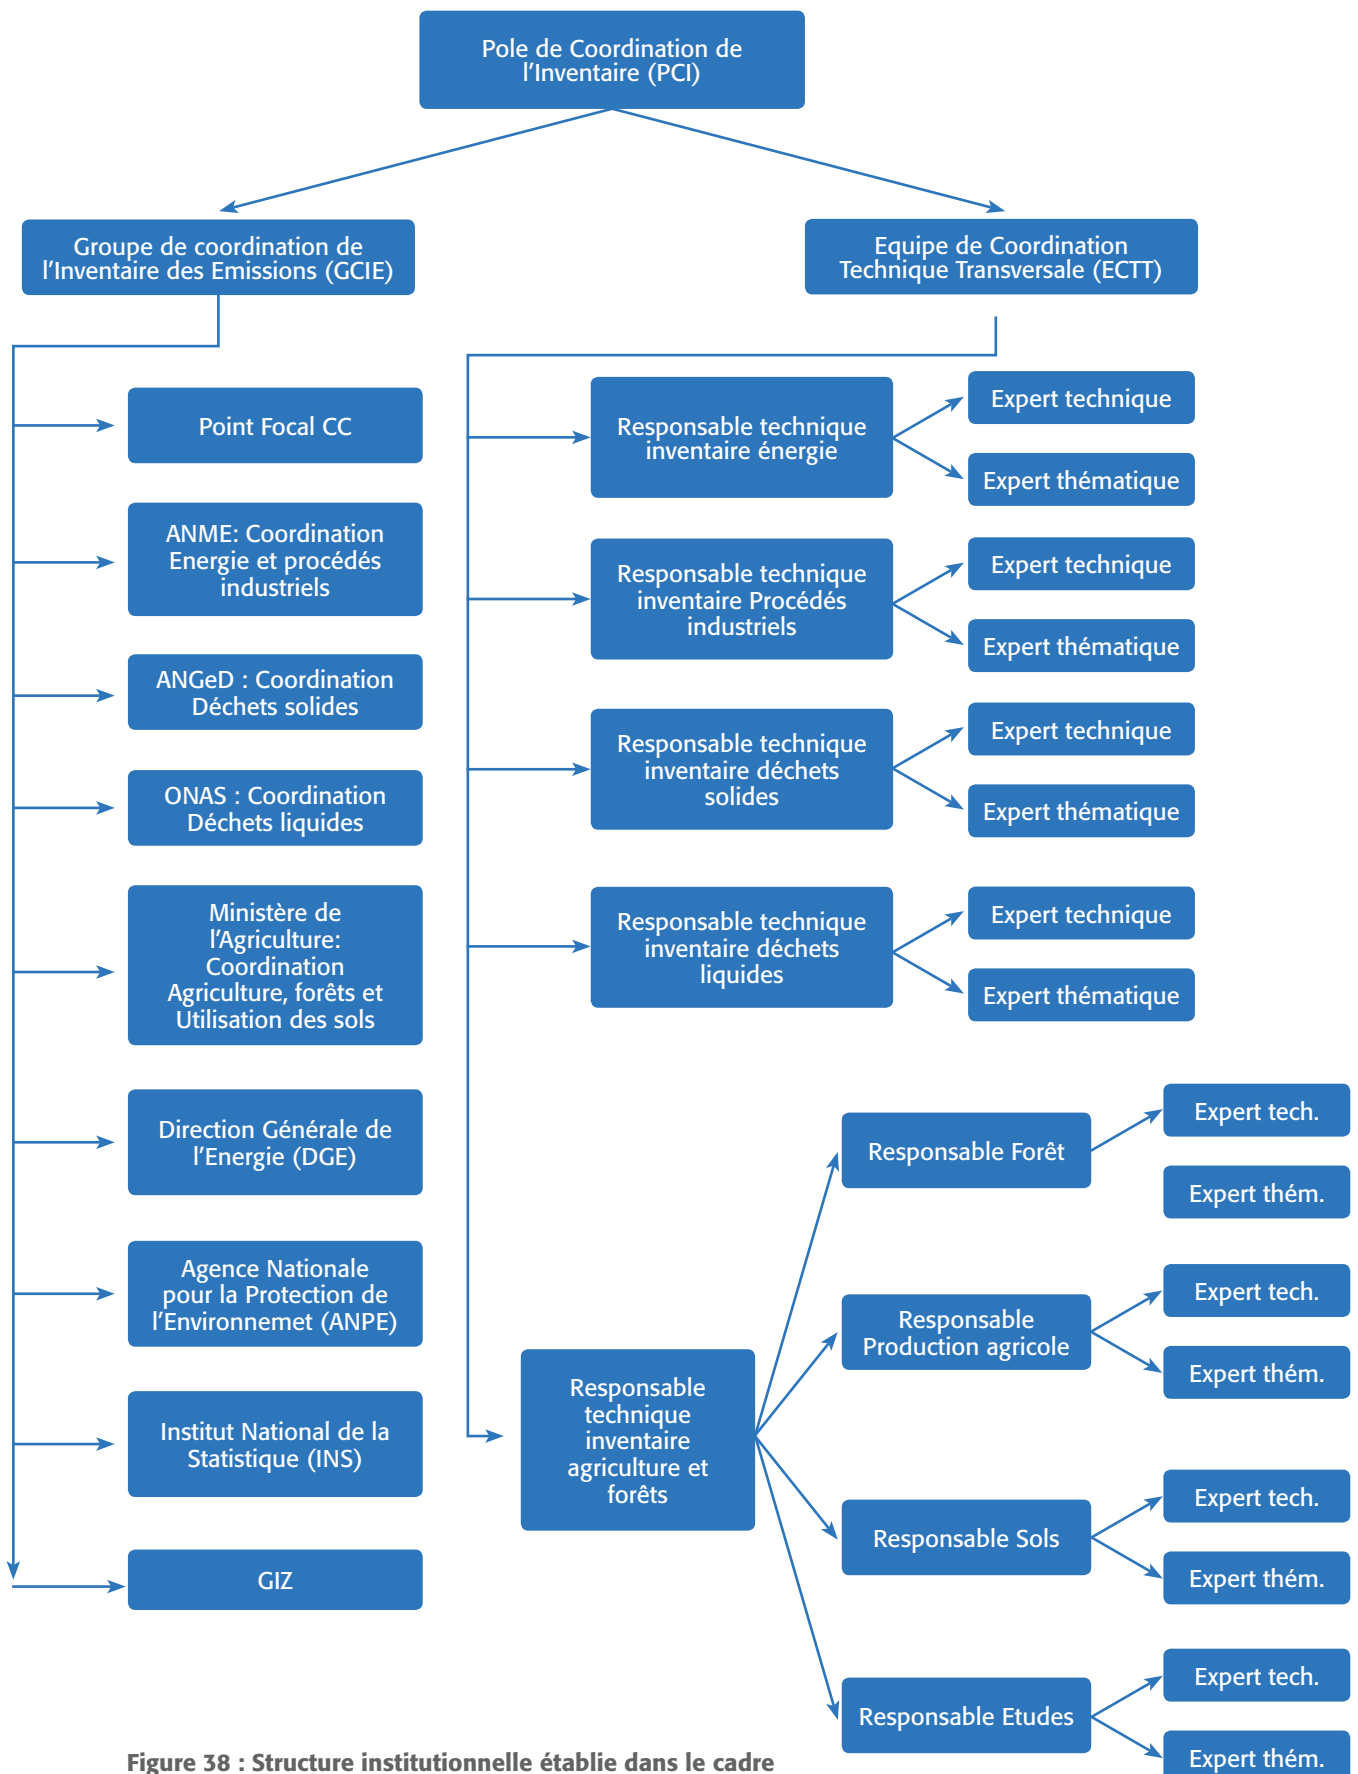 Pole de Coordination de
l'Inventaire (PCI)
Groupe de coordination de
l'Inventaire des Emissions (GCIE)
Equipe de Coordination
Technique Transversale (ECTT)
Point Focal CC
ANME: Coordination
Energie et procédés
industriels
ANGeD : Coordination
Déchets solides
ONAS : Coordination
Déchets liquides
Ministère de
l'Agriculture:
Coordination
Agriculture, forêts et
Utilisation des sols
Direction Générale de
l'Energie (DGE)
Agence Nationale
pour la Protection de
l'Environnemet (ANPE)
Institut National de la
Statistique (INS)
GIZ
Responsable technique
inventaire énergie
Expert technique
Expert thématique
Responsable technique
inventaire Procédés
industriels
Expert technique
Expert thématique
Responsable technique
inventaire déchets
solides
Expert technique
Expert thématique
Responsable technique
inventaire déchets
liquides
Expert technique
Expert thématique
Responsable
technique
inventaire
agriculture et
forêts
Responsable Forêt
Expert tech.
Expert thém.
Responsable
Production agricole
Expert tech.
Expert thém.
Responsable Sols
Expert tech.
Expert thém.
Responsable Etudes
Expert tech.
Expert thém.
Figure 38 : Structure institutionnelle établie dans le cadre